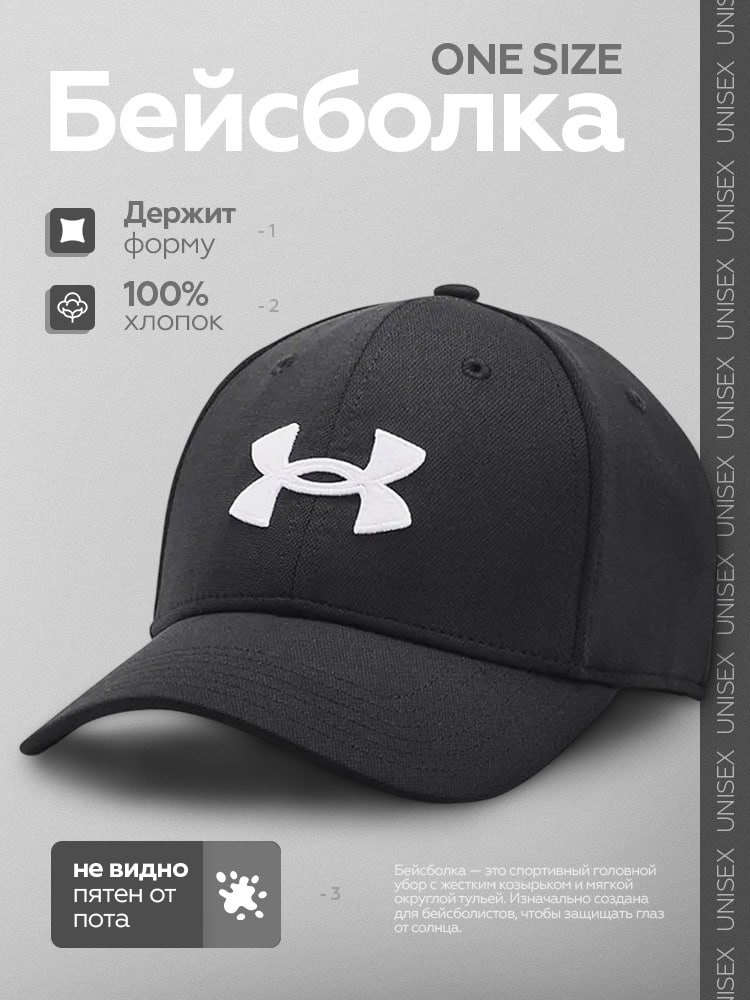 ONE SIZE
Бейсболка
Держит
форму
- 1
100%
хлопок
- 2
не видно
пятен от
пота
- 3
Бейсболка — это спортивный головной
убор с жестким козырьком и мягкой
округлой тульей. Изначально создана
для бейсболистов, чтобы защищать глаз
от солнца.
UNISEX UNISEX UNISEX UNISEX UNISEX UNISEX UNISEX UNISEX UNISEX UNISEX UNISEX